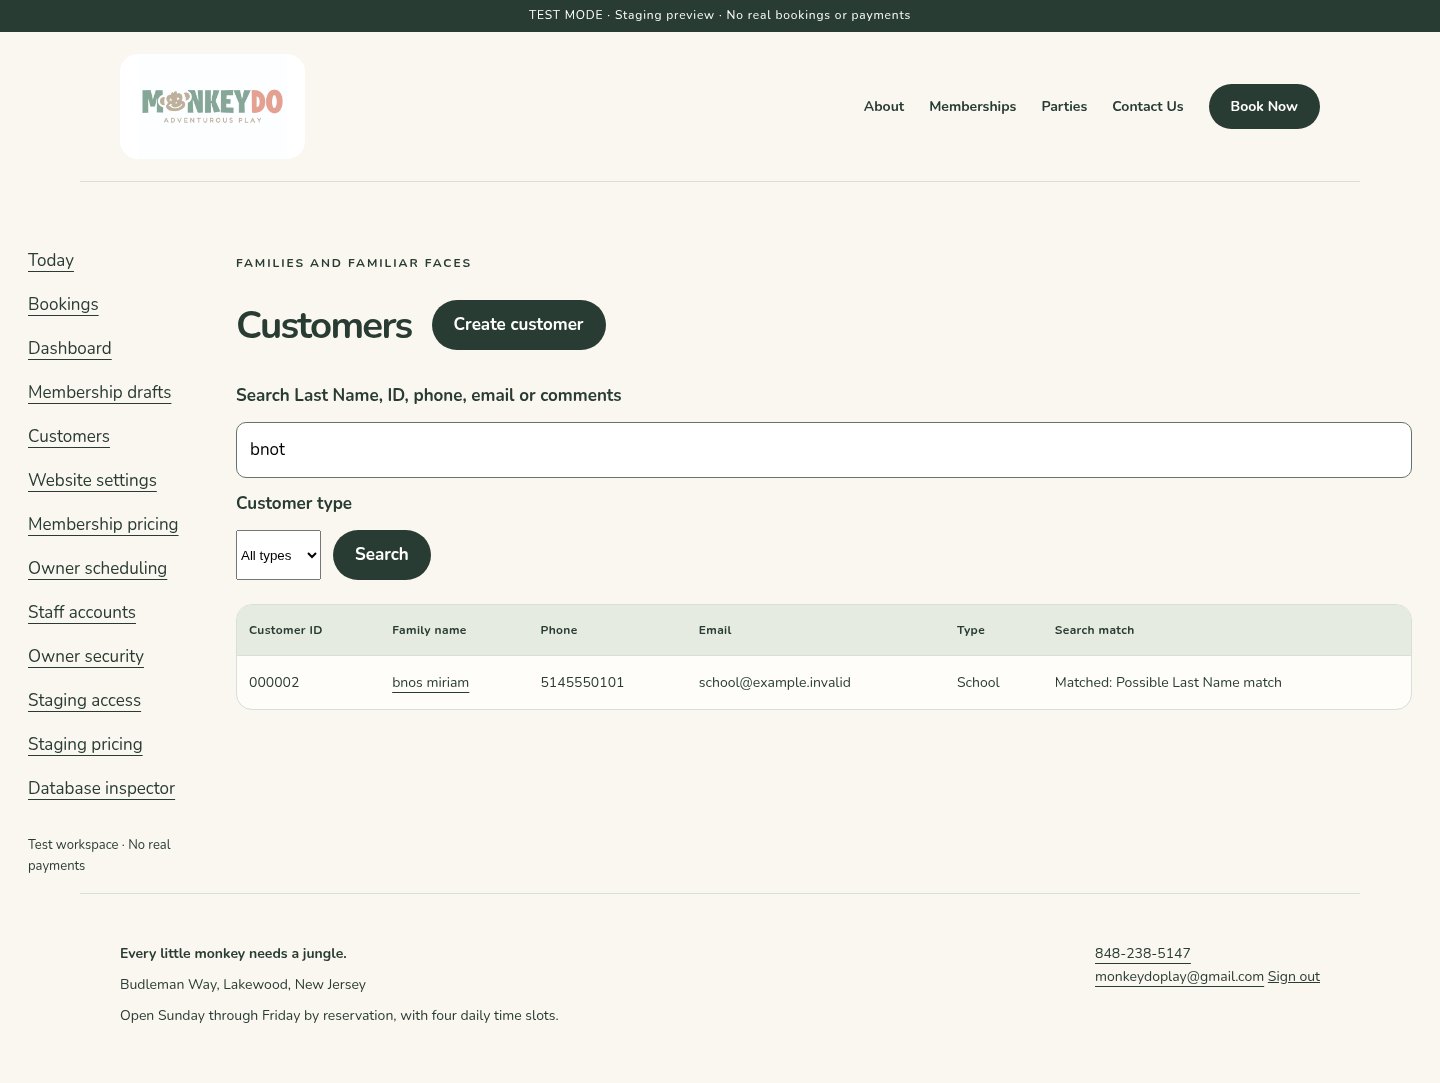 TEST MODE · Staging preview · No real bookings or payments
MONKEYDO
ADVENTUROUS PLAY
About Memberships Parties Contact Us Book Now
Today
Bookings
Dashboard
Membership drafts
Customers
Website settings
Membership pricing
Owner scheduling
Staff accounts
Owner security
Staging access
Staging pricing
Database inspector
Test workspace · No real
payments
FAMILIES AND FAMILIAR FACES
Customers Create customer
Search Last Name, ID, phone, email or comments
bnot
Customer type
All types Search
Customer ID Family name Phone Email Type Search match
000002 bnos miriam 5145550101 school@example.invalid School Matched: Possible Last Name match
Every little monkey needs a jungle.
Budleman Way, Lakewood, New Jersey
Open Sunday through Friday by reservation, with four daily time slots.
848-238-5147
monkeydoplay@gmail.com Sign out